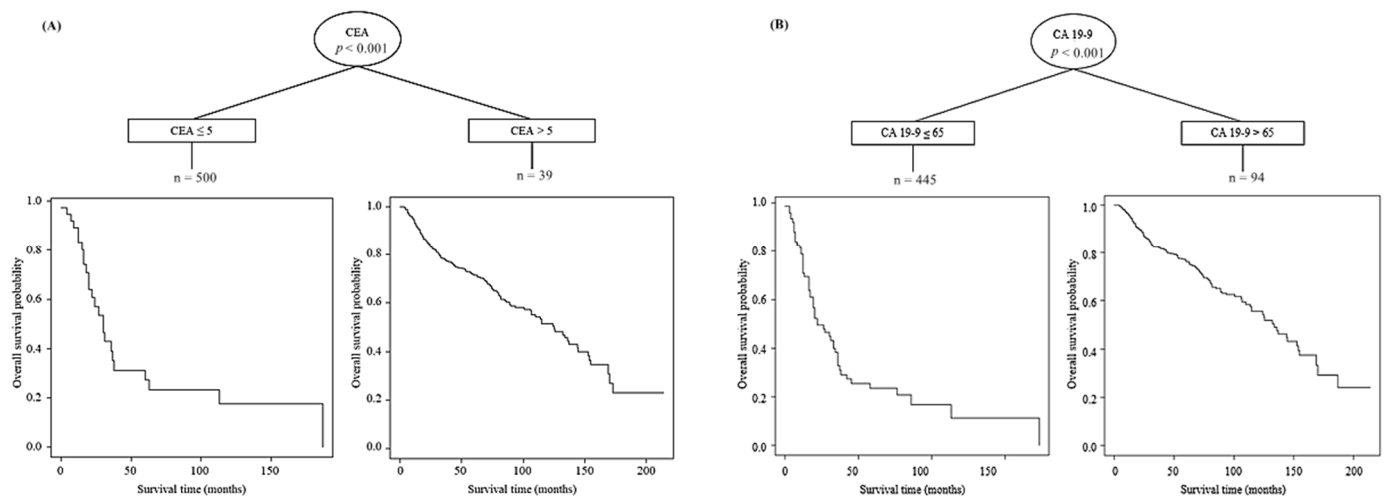 (A)
CEA
p < 0.001
CEA ≤ 5
CEA > 5
n = 500
n = 39
Overall survival probability
1.0
0.8
0.6
0.4
0.2
0.0
0
50
100
150
Survival time (months)
Overall survival probability
1.0
0.8
0.6
0.4
0.2
0.0
0
50
100
150
200
Survival time (months)
(B)
CA 19-9
p < 0.001
CA 19-9 ≤ 65
CA 19-9 > 65
n = 445
n = 94
Overall survival probability
1.0
0.8
0.6
0.4
0.2
0.0
0
50
100
150
Survival time (months)
Overall survival probability
1.0
0.8
0.6
0.4
0.2
0.0
0
50
100
150
200
Survival time (months)